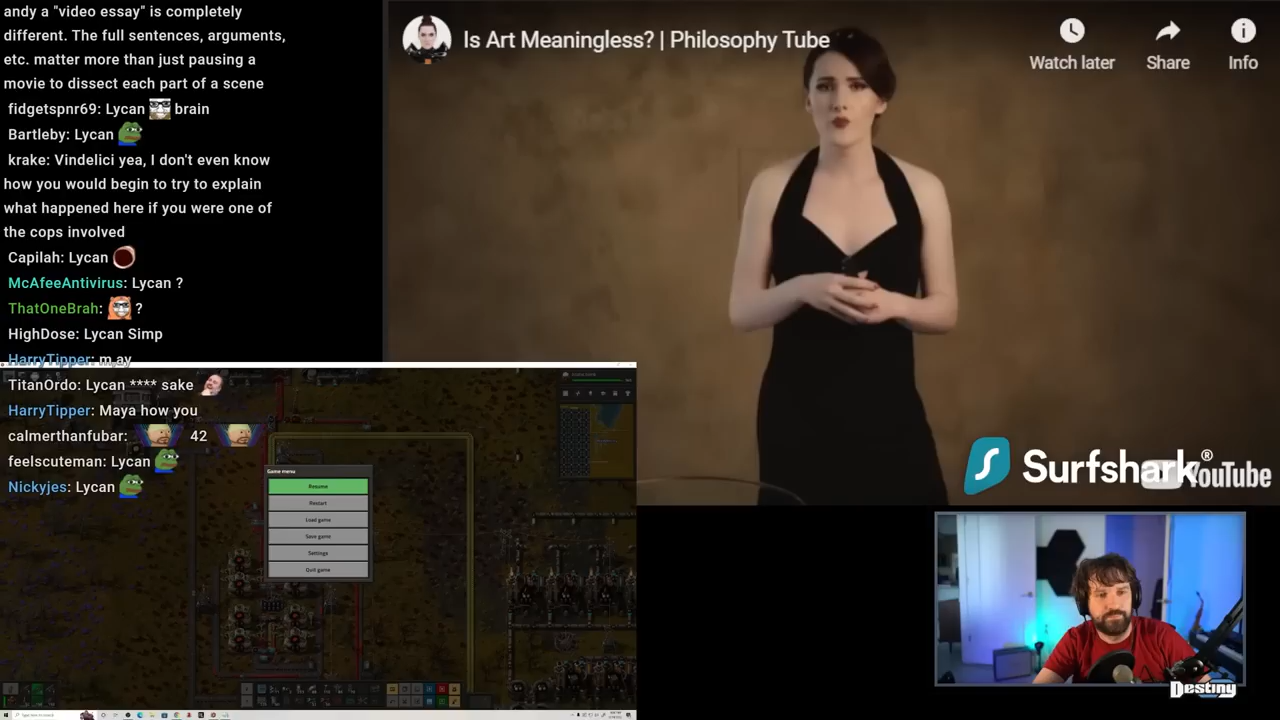 andy a "video essay" is completely
different. The full sentences, arguments,
etc. matter more than just pausing a
movie to dissect each part of a scene
fidgetspnr69: Lycan brain
Bartleby: Lycan
krake: Vindelici yea, I don't even know
how you would begin to try to explain
what happened here if you were one of
the cops involved
Capilah: Lycan
McAfeeAntivirus: Lycan ?
ThatOneBrah: ?
HighDose: Lycan Simp
HarryTipper: m,ay
TitanOrdo: Lycan **** sake
HarryTipper: Maya how you
calmerthanfubar: 42
feelscuteman: Lycan
Nickyjes: Lycan
Is Art Meaningless? | Philosophy Tube
Watch later
Share
Info
Surfshark®
YouTube
Game menu
Resume
Restart
Load game
Save game
Settings
Quit game
Destiny